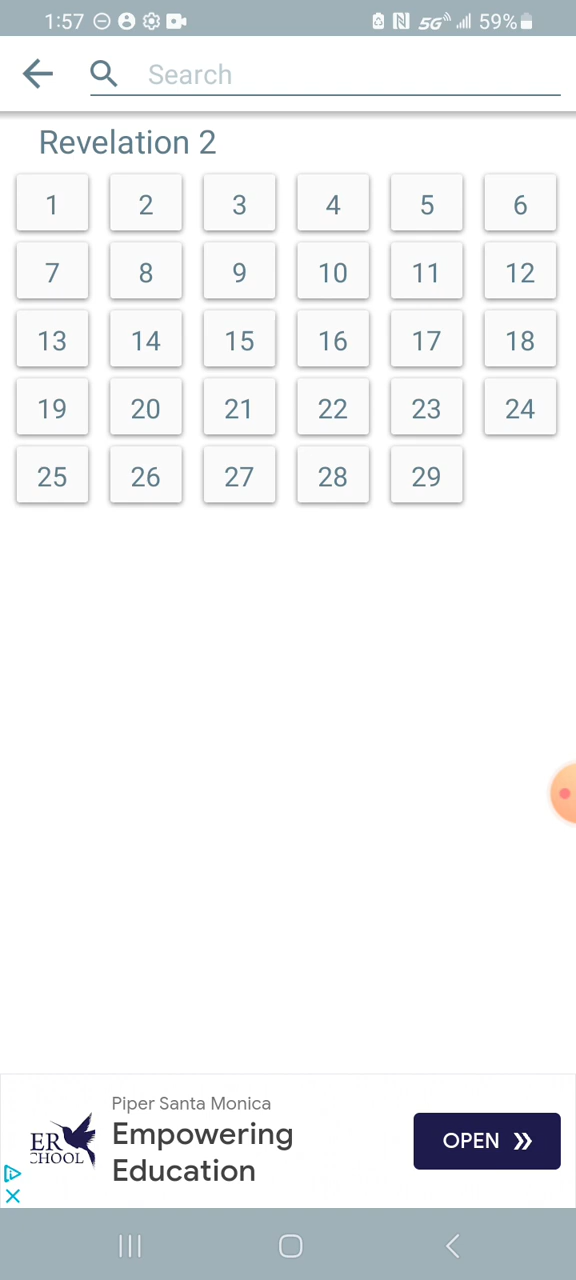 1:57 5G 59%
Search
Revelation 2
1 2 3 4 5 6
7 8 9 10 11 12
13 14 15 16 17 18
19 20 21 22 23 24
25 26 27 28 29
Piper Santa Monica
Empowering
Education
ER
CHOOL
OPEN